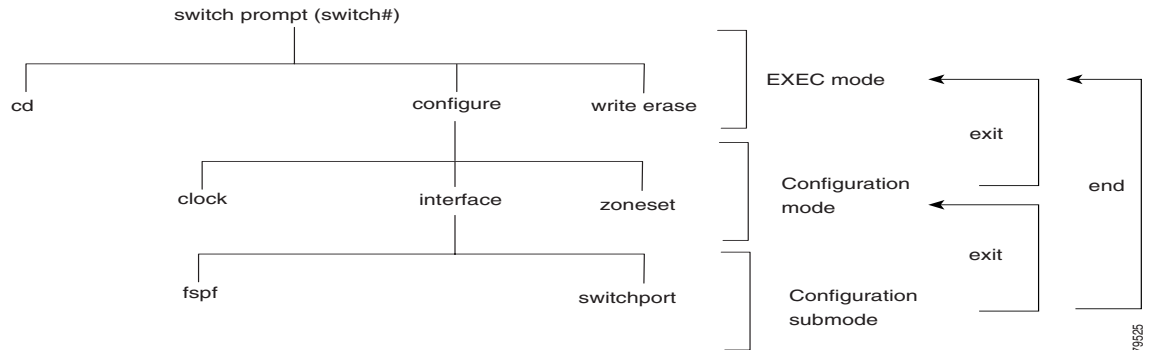 switch prompt (switch#)
cd
configure
write erase
EXEC mode
exit
clock
interface
zoneset
Configuration
mode
end
fspf
switchport
exit
Configuration
submode
79525